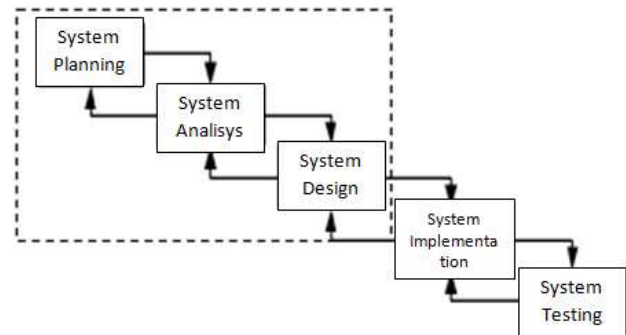 System
Planning
System
Analisys
System
Design
System
Implementa
tion
System
Testing